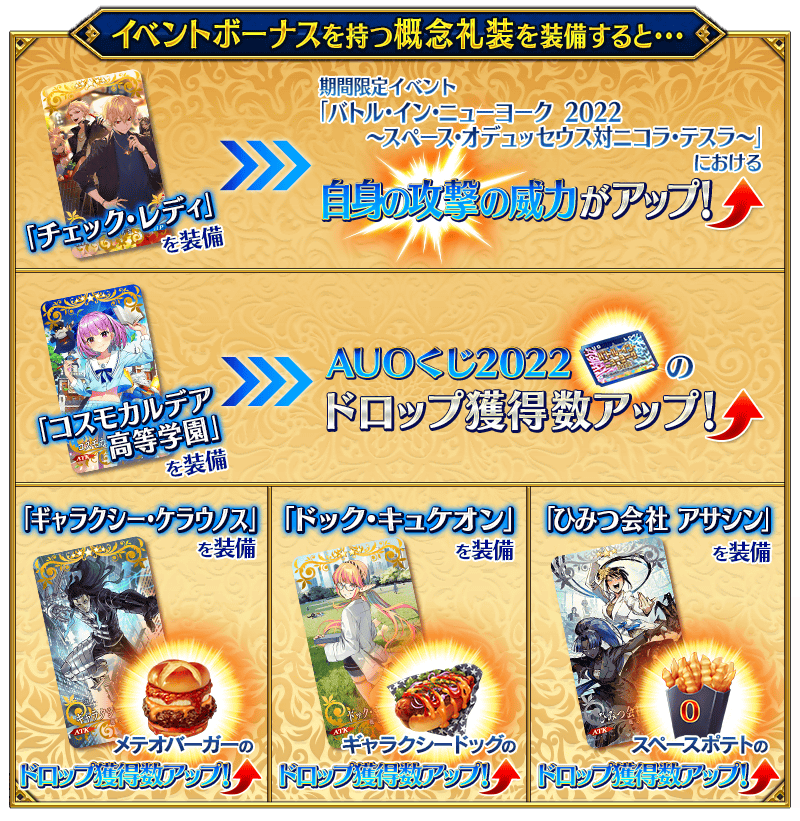 イベントボーナスを持つ概念礼装を装備すると…
期間限定イベント
「バトル・イン・ニューヨーク 2022
～スペース・オデュッセウス対ニコラ・テスラ～」
における
自身の攻撃の威力がアップ!
「チェック・レディ」
を装備
AUOくじ2022 の
ドロップ獲得数アップ!
「コスモカルデア
高等学園」
を装備
ATK
「ギャラクシー・ケラウノス」
を装備
ATK
メテオバーガーの
ドロップ獲得数アップ!
「ドック・キュケオン」
を装備
ATK
ギャラクシードッグの
ドロップ獲得数アップ!
「ひみつ会社 アサシン」
を装備
0
ATK
スペースポテトの
ドロップ獲得数アップ!